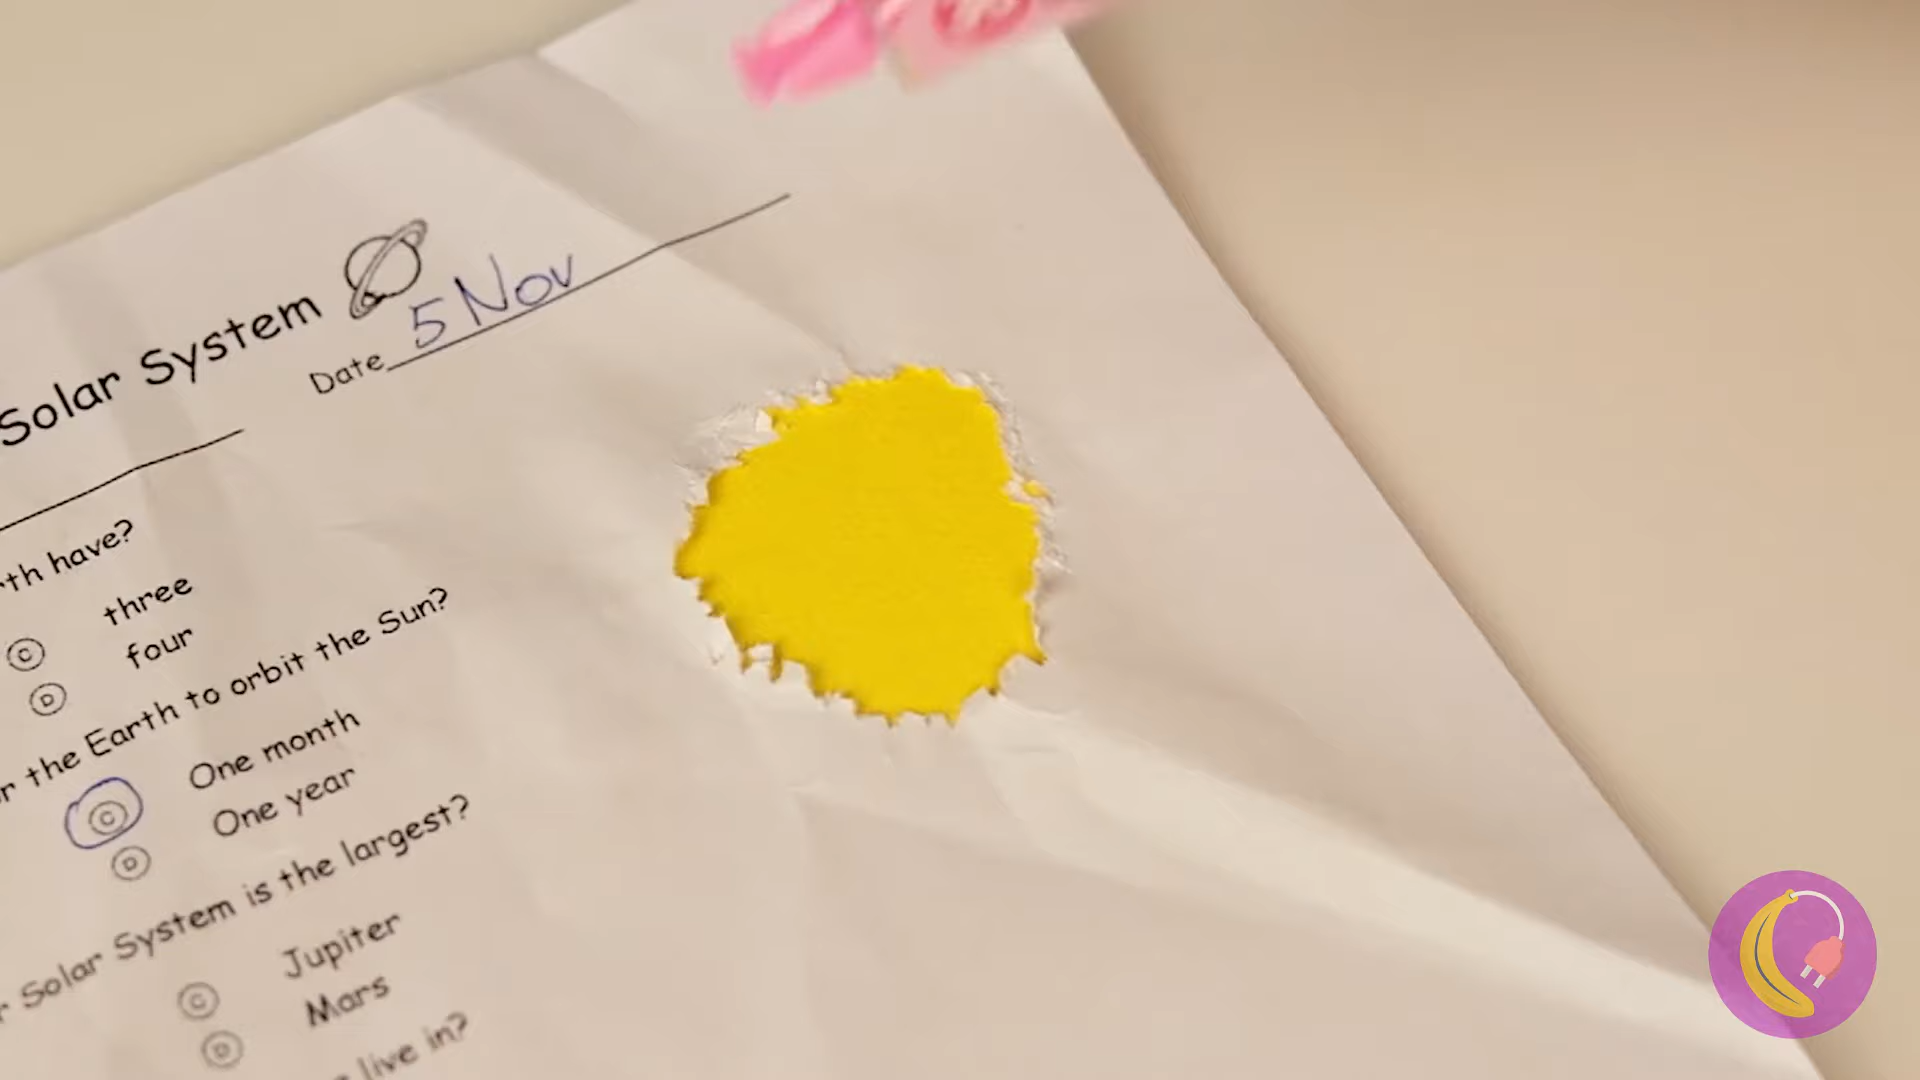 Solar System
Date 5 Nov
rth have?
three
C
four
D
r the Earth to orbit the Sun?
One month
C
One year
D
r Solar System is the largest?
Jupiter
C
Mars
D
live in?